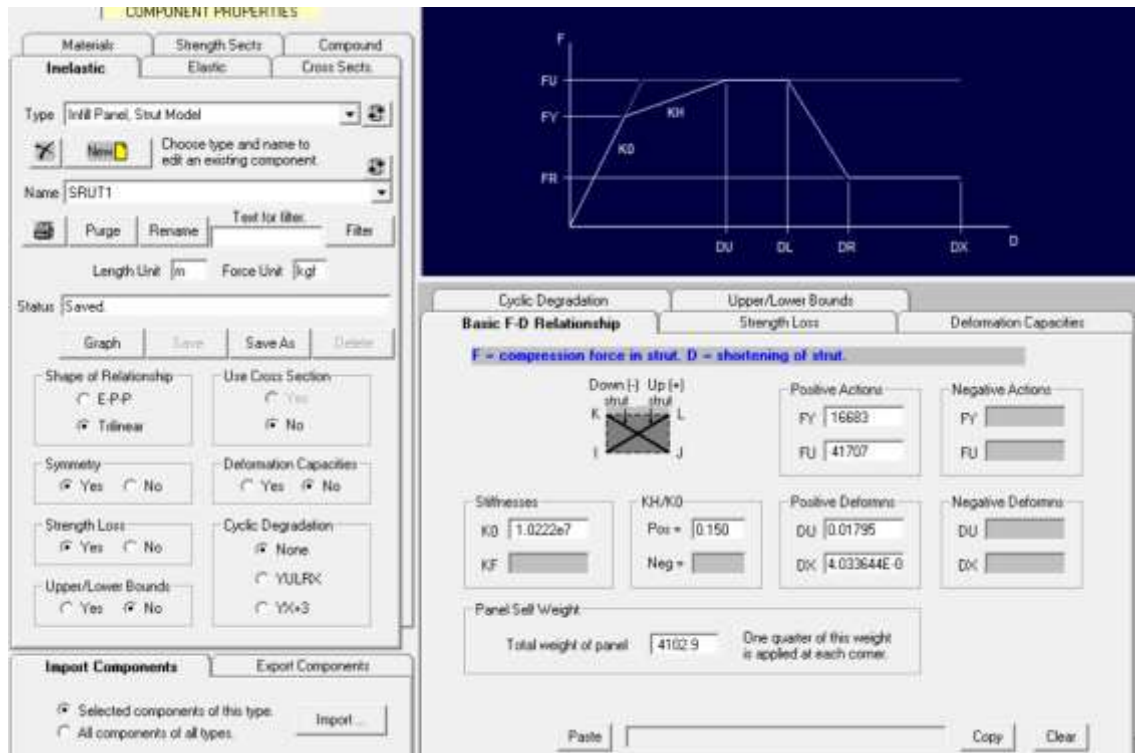 COMPONENT PROPERTIES
Materials Strength Sects Compound
Inelastic Elastic Cross Sects.
Type Infill Panel, Strut Model
New Choose type and name to
edit an existing component.
Name SRUT1
Text for filter.
Purge Rename Filter
Length Unit m Force Unit kgf
Status Saved.
Graph Save Save As Delete
Shape of Relationship Use Cross Section
E-P-P Yes
Trilinear No
Symmetry Deformation Capacities
Yes No Yes No
Strength Loss Cyclic Degradation
Yes No None
YULRX
Upper/Lower Bounds
Yes No YX+3
Import Components Export Components
Selected components of this type.
All components of all types.
Import ...
F
FU
FY
KH
K0
FR
DU DL DR DX D
Cyclic Degradation Upper/Lower Bounds
Basic F-D Relationship Strength Loss Deformation Capacities
F = compression force in strut. D = shortening of strut.
Down (-) Up (+)
strut strut
K L
I J
Positive Actions Negative Actions
FY 16683 FY
FU 41707 FU
Stiffnesses KH/K0 Positive Deformns Negative Deformns
K0 1.0222e7 Pos = 0.150 DU 0.01795 DU
KF Neg = DX 4.033644E-0 DX
Panel Self Weight
Total weight of panel 4102.9 One quarter of this weight
is applied at each corner.
Paste Copy Clear